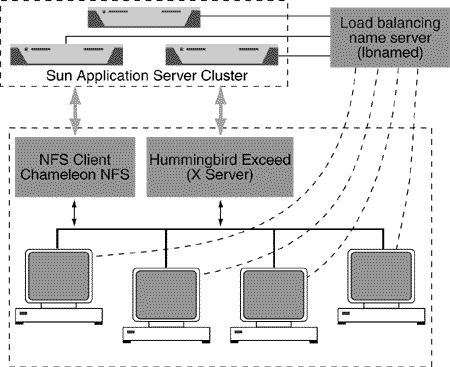 Load balancing
name server
(lbnamed)
Sun Application Server Cluster
NFS Client
Chameleon NFS
Hummingbird Exceed
(X Server)